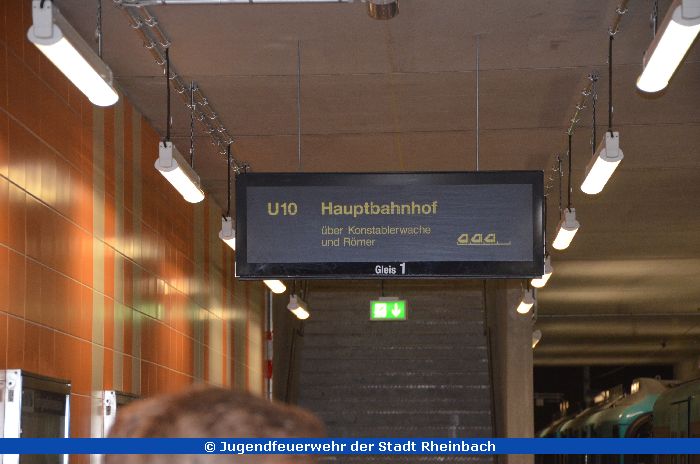 U10 Hauptbahnhof
über Konstablerwache
und Römer
Gleis 1
© Jugendfeuerwehr der Stadt Rheinbach